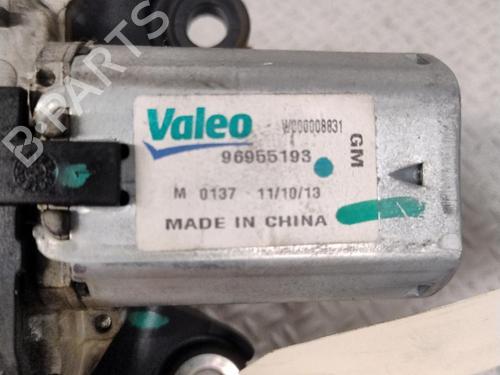 B-PARTS
Valeo W000008831
96955193
GM
M 0137 11/10/13
MADE IN CHINA